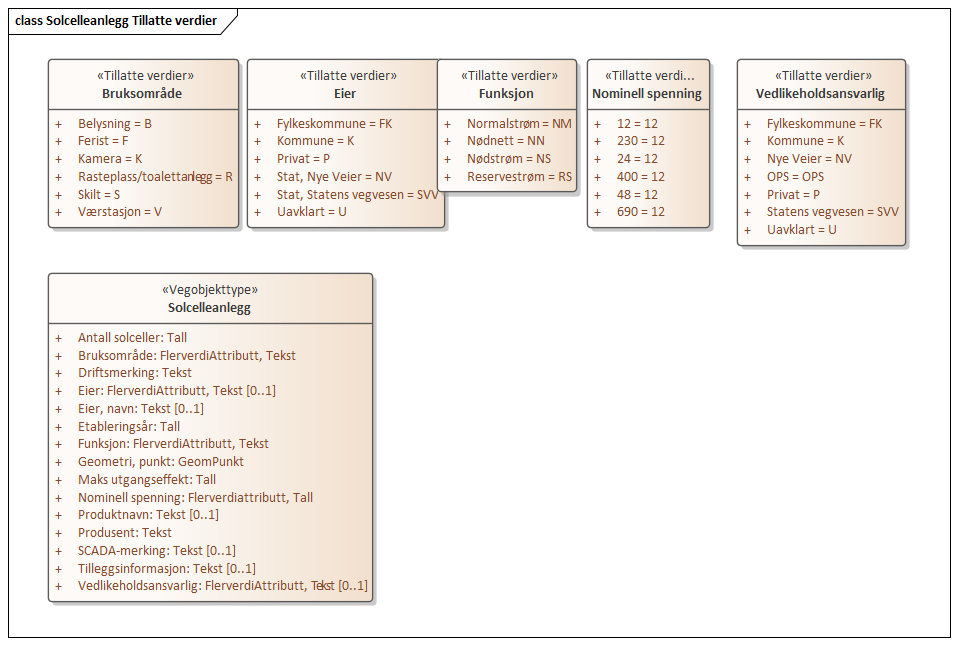 class Solcelleanlegg Tillatte verdier
«Tillatte verdier»
Bruksområde
+ Belysning = B
+ Ferist = F
+ Kamera = K
+ Rasteplass/toalettanlegg = R
+ Skilt = S
+ Værstasjon = V
«Tillatte verdier»
Eier
+ Fylkeskommune = FK
+ Kommune = K
+ Privat = P
+ Stat, Nye Veier = NV
+ Stat, Statens vegvesen = SVV
+ Uavklart = U
«Tillatte verdier»
Funksjon
+ Normalstrøm = NM
+ Nødnett = NN
+ Nødstrøm = NS
+ Reservestrøm = RS
«Tillatte verdi...
Nominell spenning
+ 12 = 12
+ 230 = 12
+ 24 = 12
+ 400 = 12
+ 48 = 12
+ 690 = 12
«Tillatte verdier»
Vedlikeholdsansvarlig
+ Fylkeskommune = FK
+ Kommune = K
+ Nye Veier = NV
+ OPS = OPS
+ Privat = P
+ Statens vegvesen = SVV
+ Uavklart = U
«Vegobjekttype»
Solcelleanlegg
+ Antall solceller: Tall
+ Bruksområde: FlerverdiAttributt, Tekst
+ Driftsmerking: Tekst
+ Eier: FlerverdiAttributt, Tekst [0..1]
+ Eier, navn: Tekst [0..1]
+ Etableringsår: Tall
+ Funksjon: FlerverdiAttributt, Tekst
+ Geometri, punkt: GeomPunkt
+ Maks utgangseffekt: Tall
+ Nominell spenning: Flerverdiattributt, Tall
+ Produktnavn: Tekst [0..1]
+ Produsent: Tekst
+ SCADA-merking: Tekst [0..1]
+ Tilleggsinformasjon: Tekst [0..1]
+ Vedlikeholdsansvarlig: FlerverdiAttributt, Tekst [0..1]